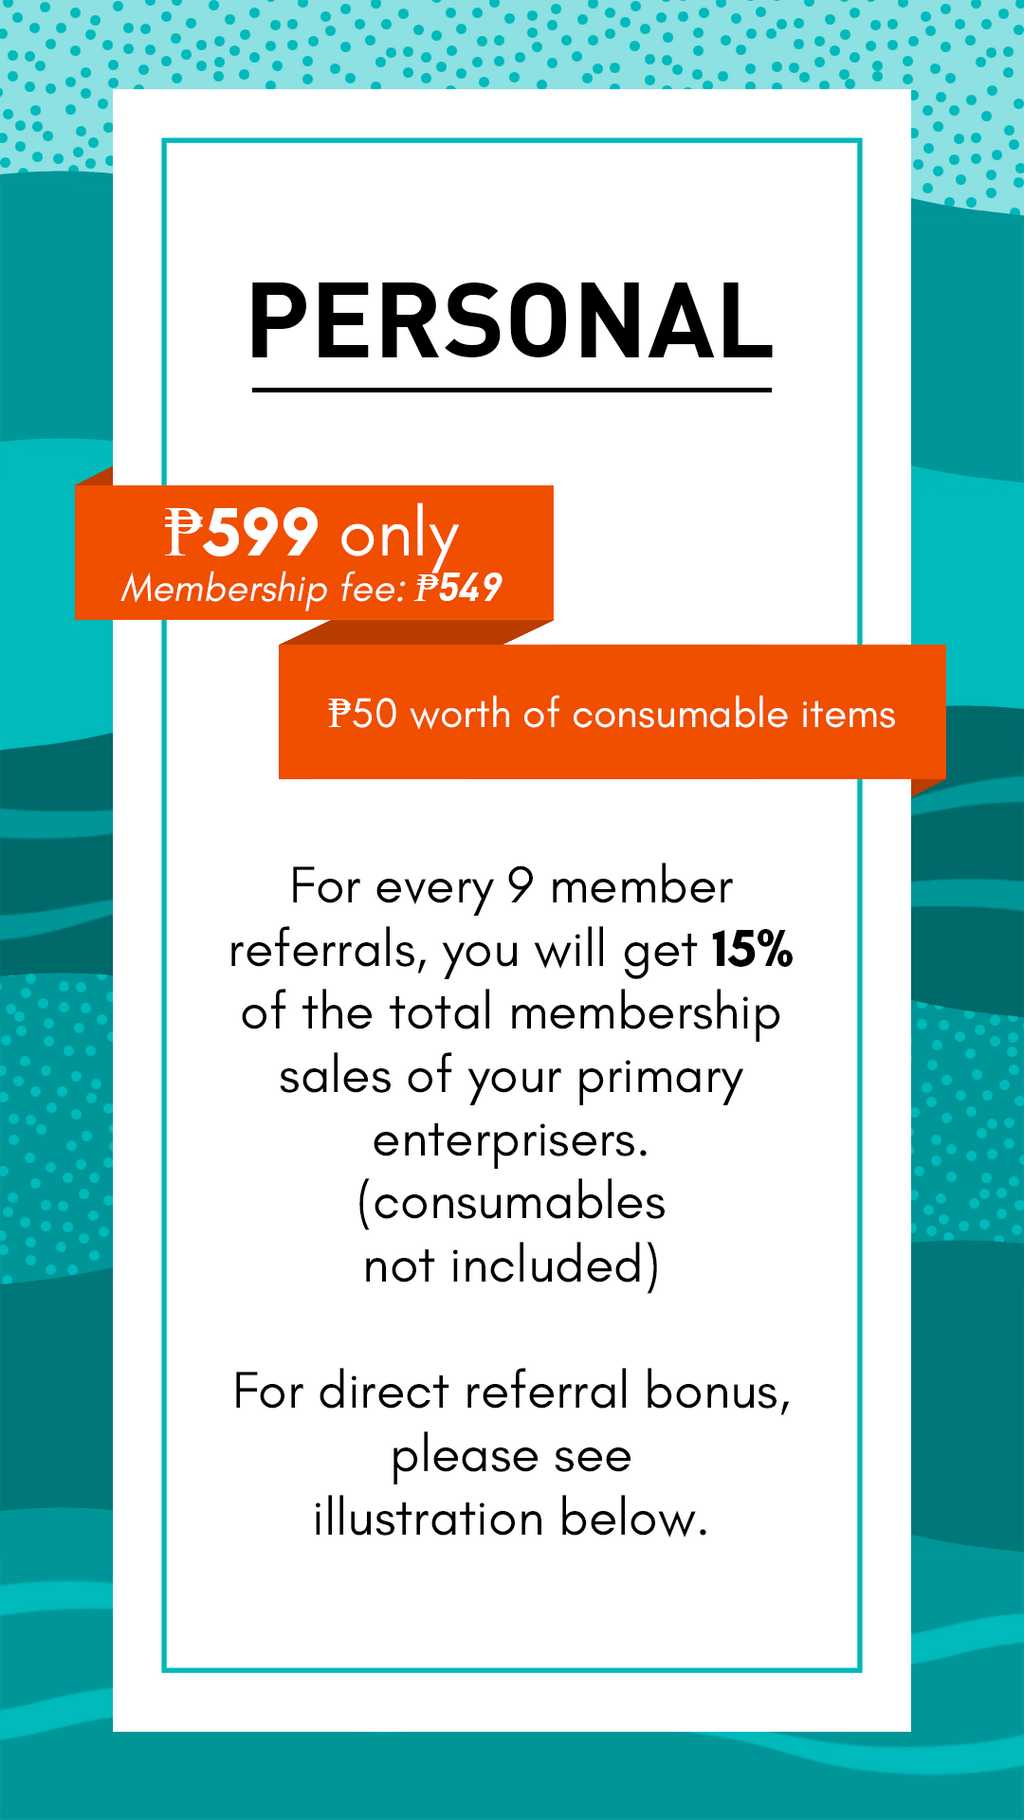 PERSONAL
₱599 only
Membership fee: ₱549
₱50 worth of consumable items
For every 9 member
referrals, you will get 15%
of the total membership
sales of your primary
enterprisers.
(consumables
not included)
For direct referral bonus,
please see
illustration below.